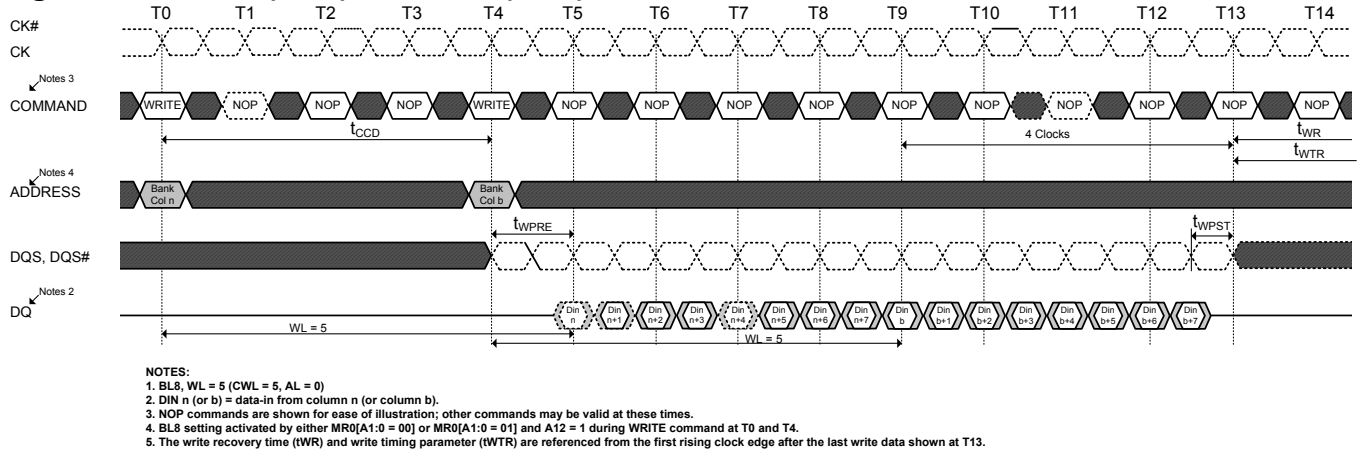 T0 T1 T2 T3 T4 T5 T6 T7 T8 T9 T10 T11 T12 T13 T14
CK#
CK
Notes 3
COMMAND
WRITE NOP NOP NOP WRITE NOP NOP NOP NOP NOP NOP NOP NOP NOP NOP
tCCD
4 Clocks
tWR
tWTR
Notes 4
ADDRESS
Bank Bank
Col n Col b
tWPRE
tWPST
DQS, DQS#
Notes 2
DQ
Din Din Din Din Din Din Din Din Din Din Din Din Din Din Din Din
n n+1 n+2 n+3 n+4 n+5 n+6 n+7 b b+1 b+2 b+3 b+4 b+5 b+6 b+7
WL = 5
WL = 5
NOTES:
1. BL8, WL = 5 (CWL = 5, AL = 0)
2. DIN n (or b) = data-in from column n (or column b).
3. NOP commands are shown for ease of illustration; other commands may be valid at these times.
4. BL8 setting activated by either MR0[A1:0 = 00] or MR0[A1:0 = 01] and A12 = 1 during WRITE command at T0 and T4.
5. The write recovery time (tWR) and write timing parameter (tWTR) are referenced from the first rising clock edge after the last write data shown at T13.